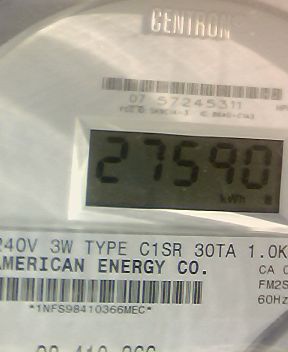 CENTRON
07 57245311
27590
kWh
240V 3W TYPE C1SR 30TA 1.0K
AMERICAN ENERGY CO.
CA 0
FM2S
60Hz
*1NFS98410366MEC*